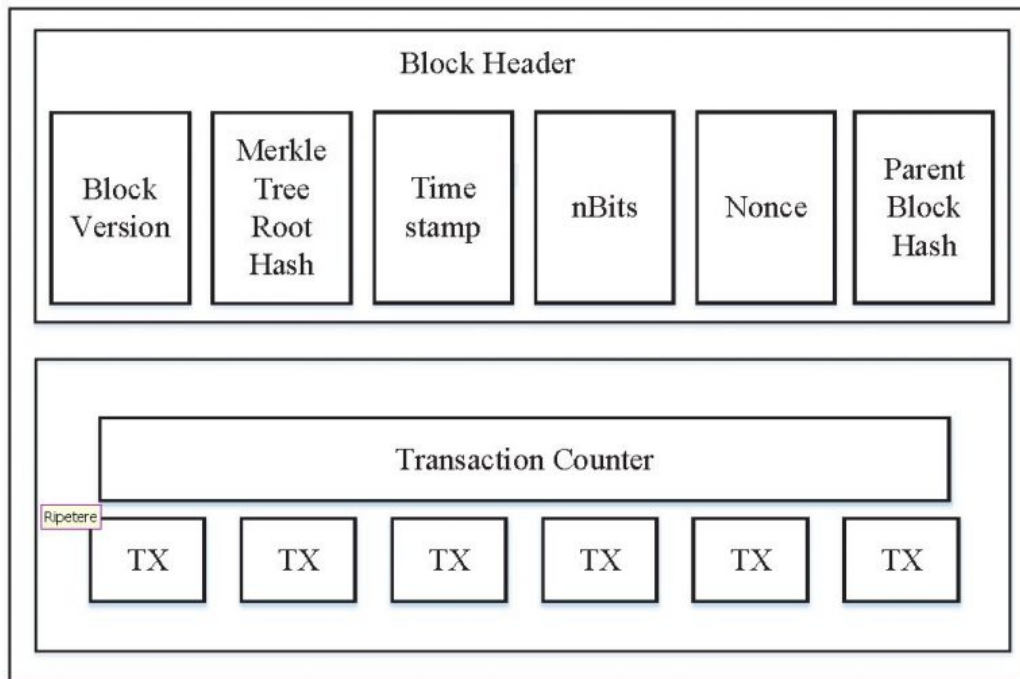 Block Header
Block
Version
Merkle
Tree
Root
Hash
Time
stamp
nBits
Nonce
Parent
Block
Hash
Transaction Counter
Ripetere
TX
TX
TX
TX
TX
TX